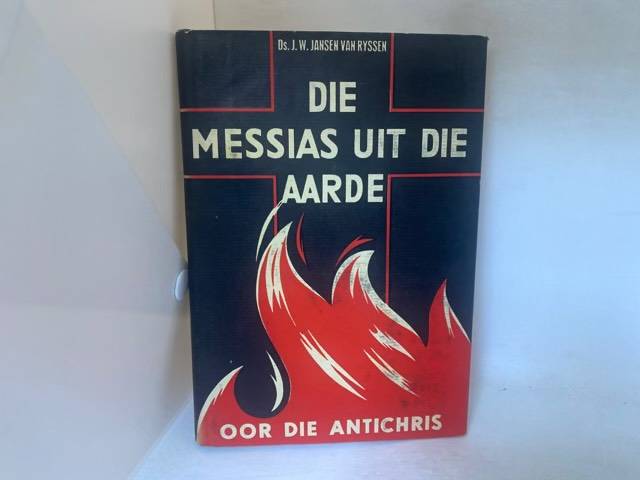 Ds. J. W. JANSEN VAN RYSSEN
DIE
MESSIAS UIT DIE
AARDE
OOR DIE ANTICHRIS